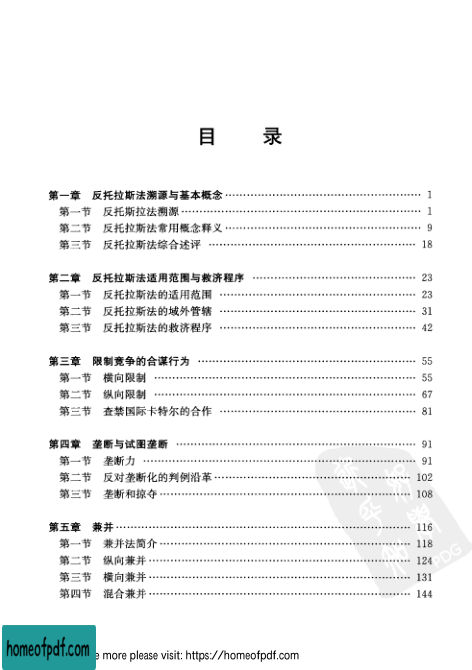 目 录
第一章 反托拉斯法溯源与基本概念 …… 1
第一节 反托斯拉法溯源 …… 1
第二节 反托拉斯法常用概念释义 …… 9
第三节 反托拉斯法综合述评 …… 18
第二章 反托拉斯法适用范围与救济程序 …… 23
第一节 反托拉斯法的适用范围 …… 23
第二节 反托拉斯法的域外管辖 …… 31
第三节 反托拉斯法的救济程序 …… 42
第三章 限制竞争的合谋行为 …… 55
第一节 横向限制 …… 55
第二节 纵向限制 …… 67
第三节 查禁国际卡特尔的合作 …… 81
第四章 垄断与试图垄断 …… 91
第一节 垄断力 …… 91
第二节 反对垄断化的判例沿革 …… 102
第三节 垄断和掠夺 …… 108
第五章 兼并 …… 116
第一节 兼并法简介 …… 118
第二节 纵向兼并 …… 124
第三节 横向兼并 …… 131
第四节 混合兼并 …… 144
PDG
homeofpdf.com
e more please visit: https://homeofpdf.com